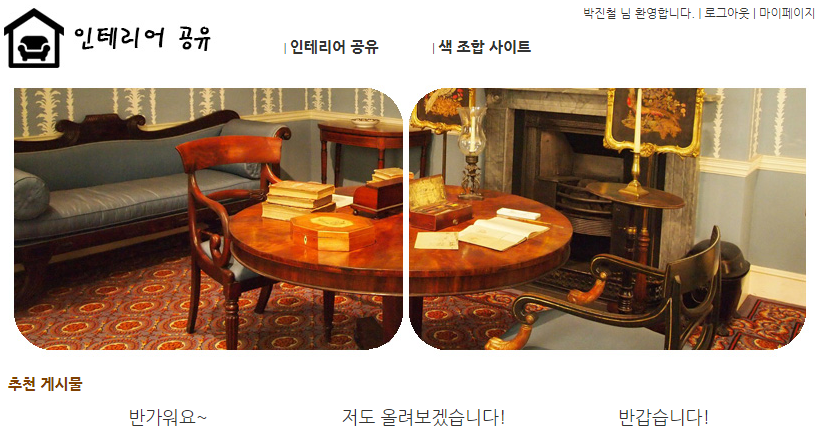 박진철 님 환영합니다. | 로그아웃 | 마이페이지
인테리어 공유
| 인테리어 공유 | 색 조합 사이트
추천 게시물
반가워요~ 저도 올려보겠습니다! 반갑습니다!